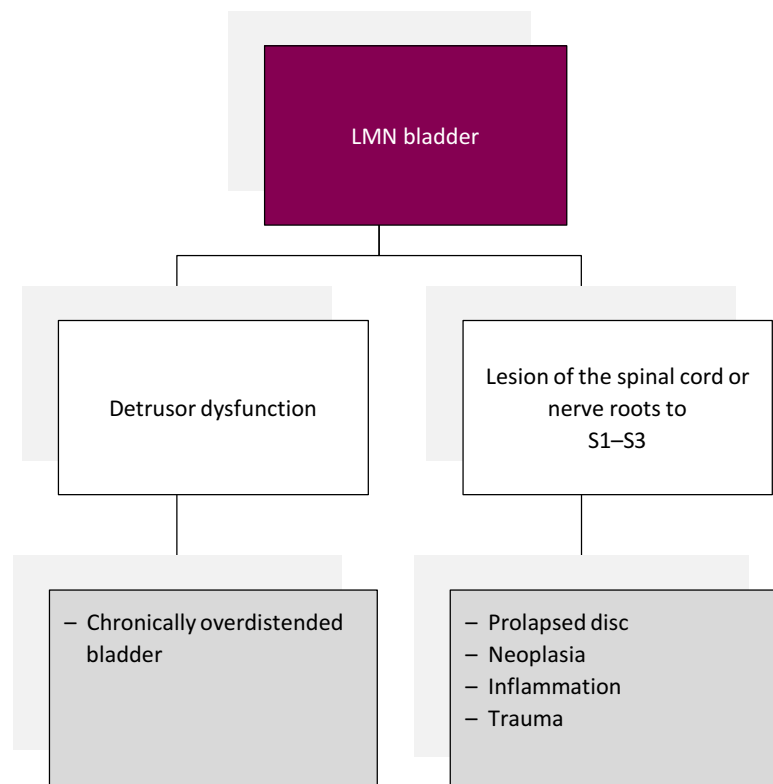 LMN bladder
Detrusor dysfunction
Lesion of the spinal cord or
nerve roots to
S1–S3
– Chronically overdistended
bladder
– Prolapsed disc
– Neoplasia
– Inflammation
– Trauma